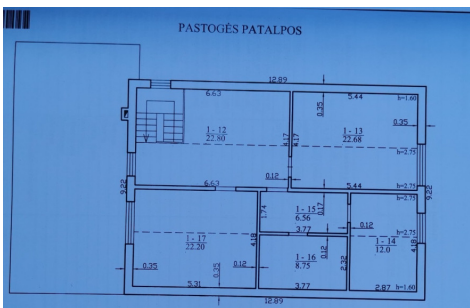 PASTOGĖS PATALPOS
12.89
6.63
5.44
h=1.60
0.35
0.35
1 - 12
22.80
4.17
4.17
1 - 13
22.68
h=2.75
0.12
9.22
6.63
5.44
h=2.75
9.22
h=2.75
1.74
1 - 15
6.56
0.17
3.77
0.12
1 - 17
22.20
4.18
0.12
1 - 16
8.75
2.32
1 - 14
12.0
4.18
0.35
0.35
0.12
5.31
3.77
2.87
h=1.60
12.89